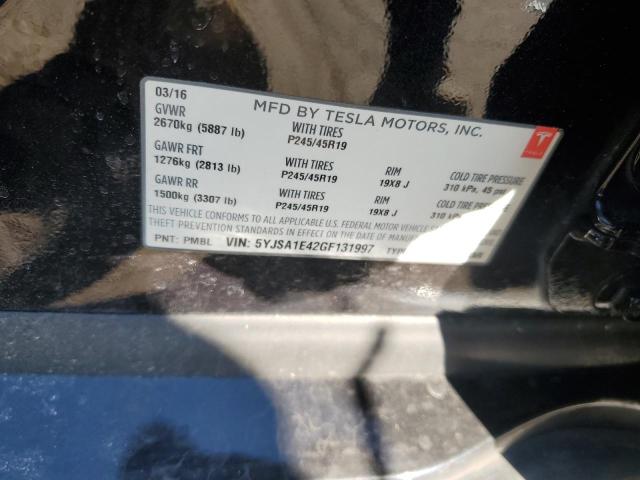 03/16 MFD BY TESLA MOTORS, INC.
GVWR WITH TIRES
2670kg (5887 lb) P245/45R19
GAWR FRT WITH TIRES RIM COLD TIRE PRESSURE
1276kg (2813 lb) P245/45R19 19X8 J 310 kPa, 45 psi
GAWR RR WITH TIRES RIM COLD TIRE PRESSURE
1500kg (3307 lb) P245/45R19 19X8 J 310 kPa,
THIS VEHICLE CONFORMS TO ALL APPLICABLE U.S. FEDERAL MOTOR VEHICLE
THEFT PREVENTION STANDARDS IN EFFECT ON THE DATE OF MANUFACTURE
PNT: PMBL VIN: 5YJSA1E42GF131997